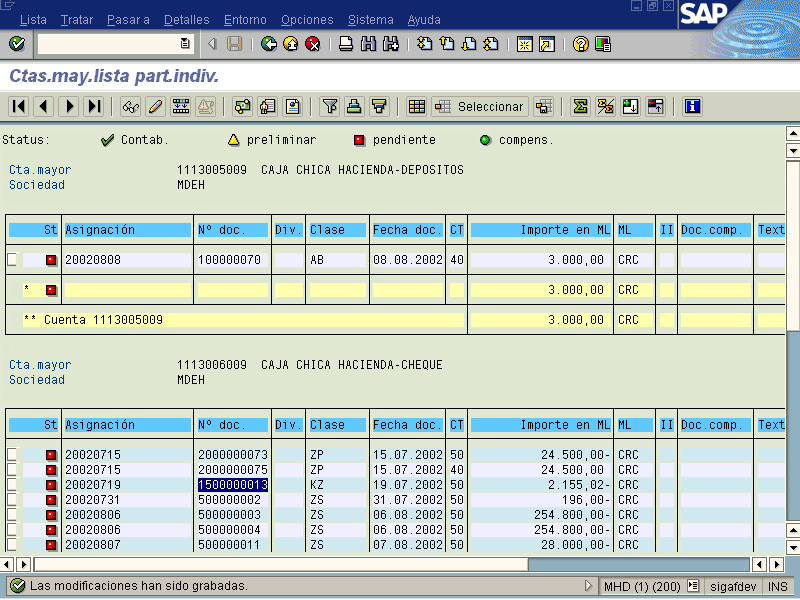 Lista Tratar Pasar a Detalles Entorno Opciones Sistema Ayuda
SAP
Ctas.may.lista part.indiv.
Seleccionar
Status: Contab. preliminar pendiente compens.
Cta.mayor 1113005009 CAJA CHICA HACIENDA-DEPOSITOS
Sociedad MDEH
St Asignación Nº doc. Div. Clase Fecha doc. CT Importe en ML ML II Doc.comp. Text
20020808 100000070 AB 08.08.2002 40 3.000,00 CRC
* 3.000,00 CRC
** Cuenta 1113005009 3.000,00 CRC
Cta.mayor 1113006009 CAJA CHICA HACIENDA-CHEQUE
Sociedad MDEH
St Asignación Nº doc. Div. Clase Fecha doc. CT Importe en ML ML II Doc.comp. Text
20020715 2000000073 ZP 15.07.2002 50 24.500,00- CRC
20020715 2000000075 ZP 15.07.2002 40 24.500,00 CRC
20020719 1500000013 KZ 19.07.2002 50 2.155,02- CRC
20020731 500000002 ZS 31.07.2002 50 196,00- CRC
20020806 500000003 ZS 06.08.2002 50 254.800,00- CRC
20020806 500000004 ZS 06.08.2002 50 254.800,00- CRC
20020807 500000011 ZS 07.08.2002 50 28.000,00- CRC
Las modificaciones han sido grabadas. MHD (1) (200) sigafdev INS